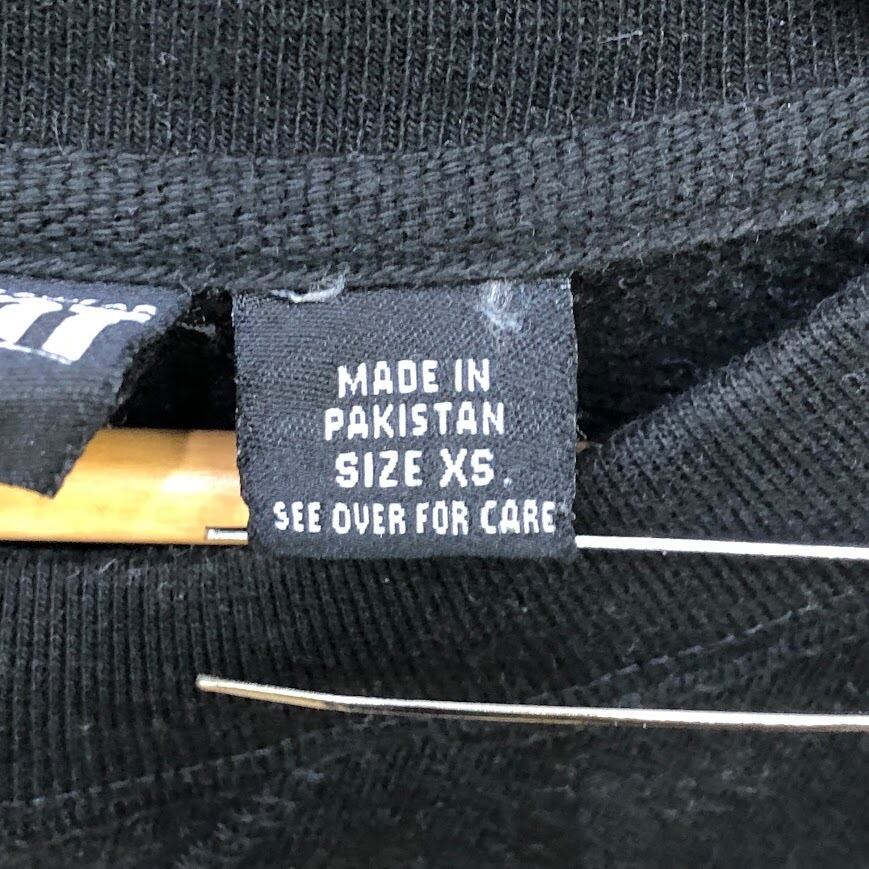 MADE IN
PAKISTAN
SIZE XS
SEE OVER FOR CARE